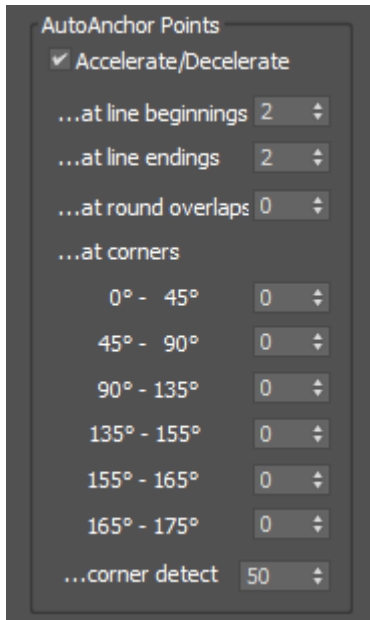 AutoAnchor Points
Accelerate/Decelerate
...at line beginnings 2
...at line endings 2
...at round overlaps 0
...at corners
0° - 45° 0
45° - 90° 0
90° - 135° 0
135° - 155° 0
155° - 165° 0
165° - 175° 0
...corner detect 50